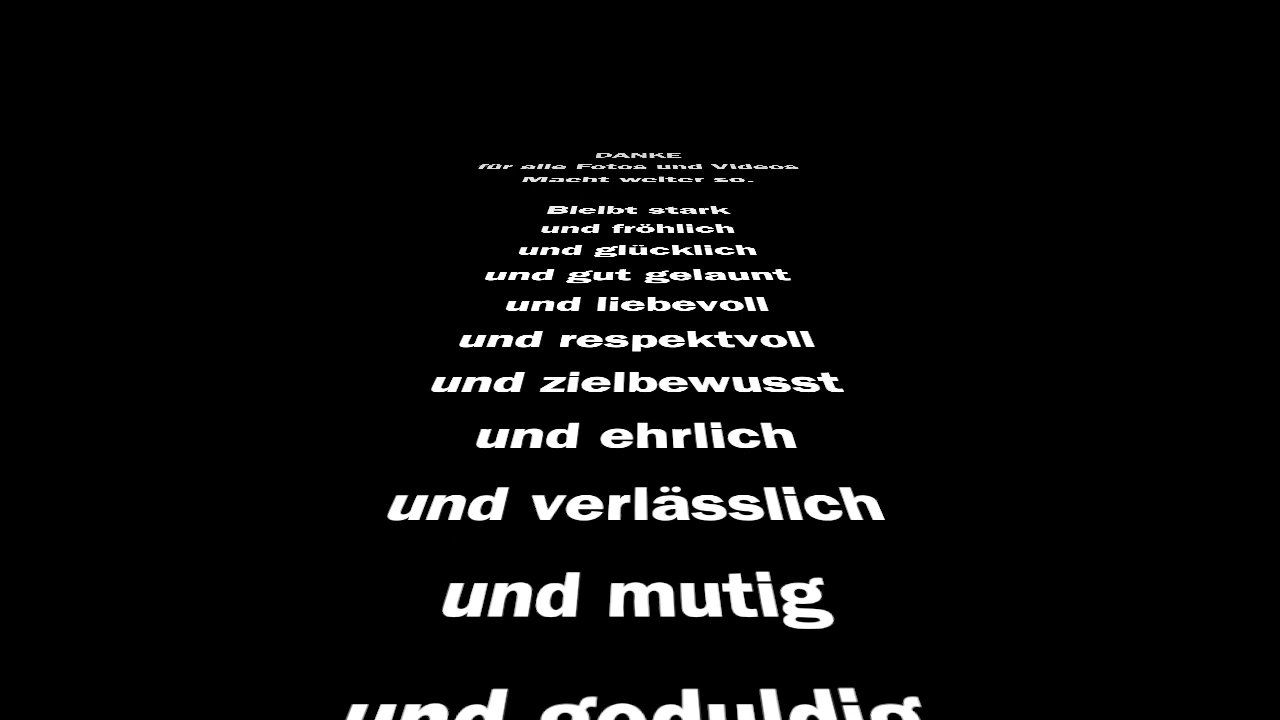 DANKE
für alle Fotos und Videos
Macht weiter so.
Bleibt stark
und fröhlich
und glücklich
und gut gelaunt
und liebevoll
und respektvoll
und zielbewusst
und ehrlich
und verlässlich
und mutig
und geduldig